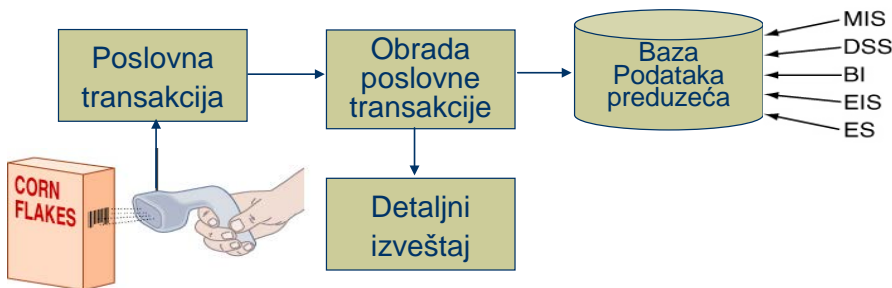 Poslovna
transakcija
Obrada
poslovne
transakcije
Baza
Podataka
preduzeća
MIS
DSS
BI
EIS
ES
CORN
FLAKES
Detaljni
izveštaj